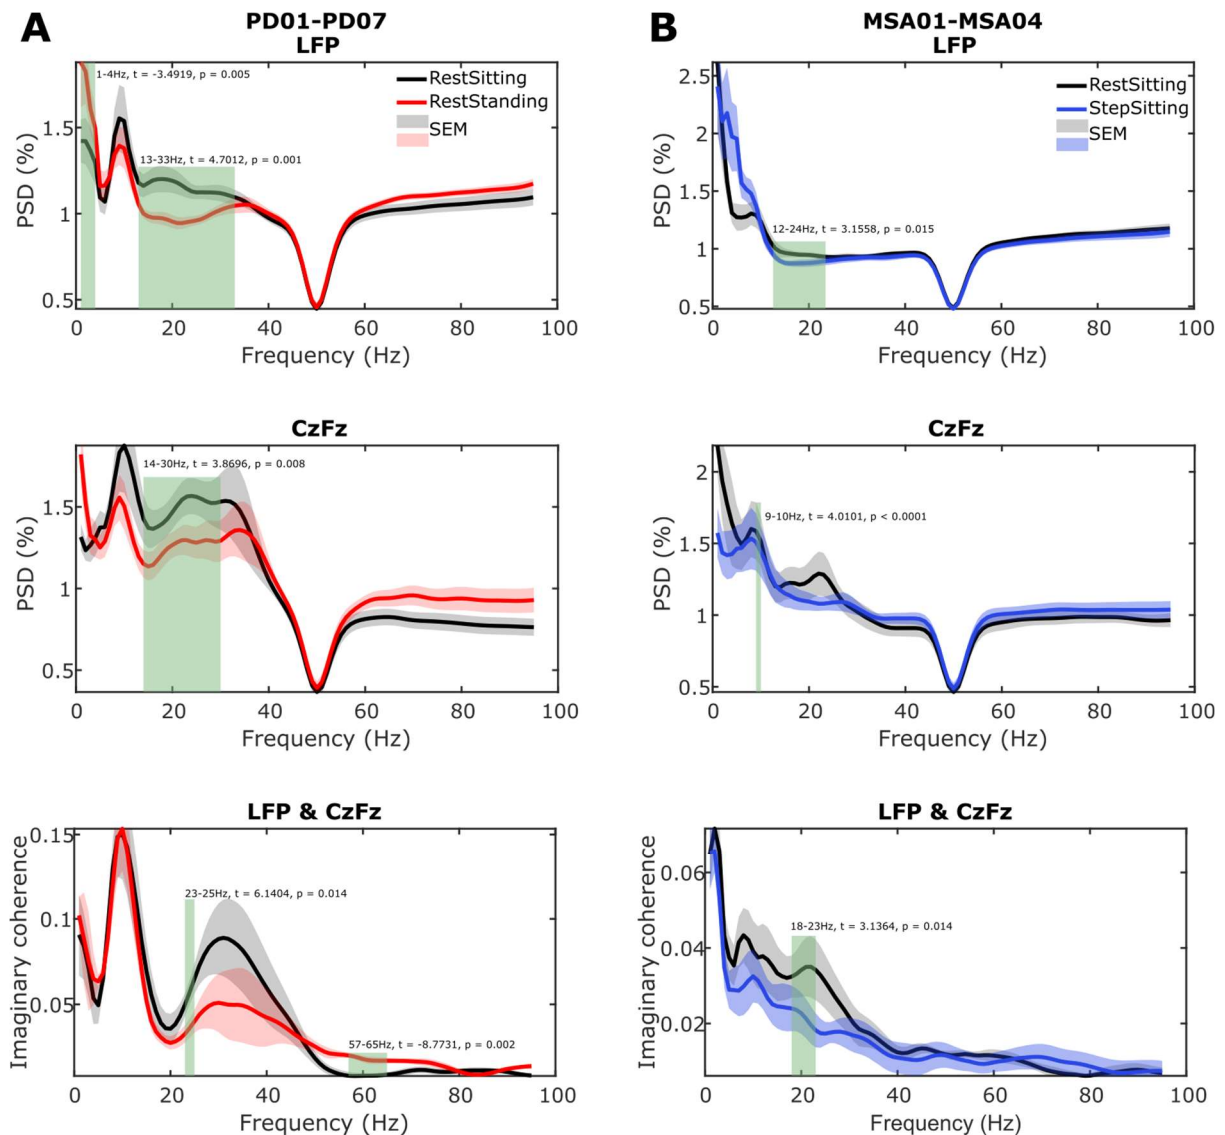 A
PD01-PD07
LFP
1-4Hz, t = -3.4919, p = 0.005
RestSitting
RestStanding
SEM
13-33Hz, t = 4.7012, p = 0.001
PSD (%)
1.5
1
0.5
0 20 40 60 80 100
Frequency (Hz)
B
MSA01-MSA04
LFP
RestSitting
StepSitting
SEM
12-24Hz, t = 3.1558, p = 0.015
PSD (%)
2.5
2
1.5
1
0.5
0 20 40 60 80 100
Frequency (Hz)
CzFz
14-30Hz, t = 3.8696, p = 0.008
PSD (%)
1.5
1
0.5
0 20 40 60 80 100
Frequency (Hz)
CzFz
9-10Hz, t = 4.0101, p < 0.0001
PSD (%)
2
1.5
1
0.5
0 20 40 60 80 100
Frequency (Hz)
LFP & CzFz
23-25Hz, t = 6.1404, p = 0.014
57-65Hz, t = -8.7731, p = 0.002
Imaginary coherence
0.15
0.1
0.05
0 20 40 60 80 100
Frequency (Hz)
LFP & CzFz
18-23Hz, t = 3.1364, p = 0.014
Imaginary coherence
0.06
0.04
0.02
0 20 40 60 80 100
Frequency (Hz)